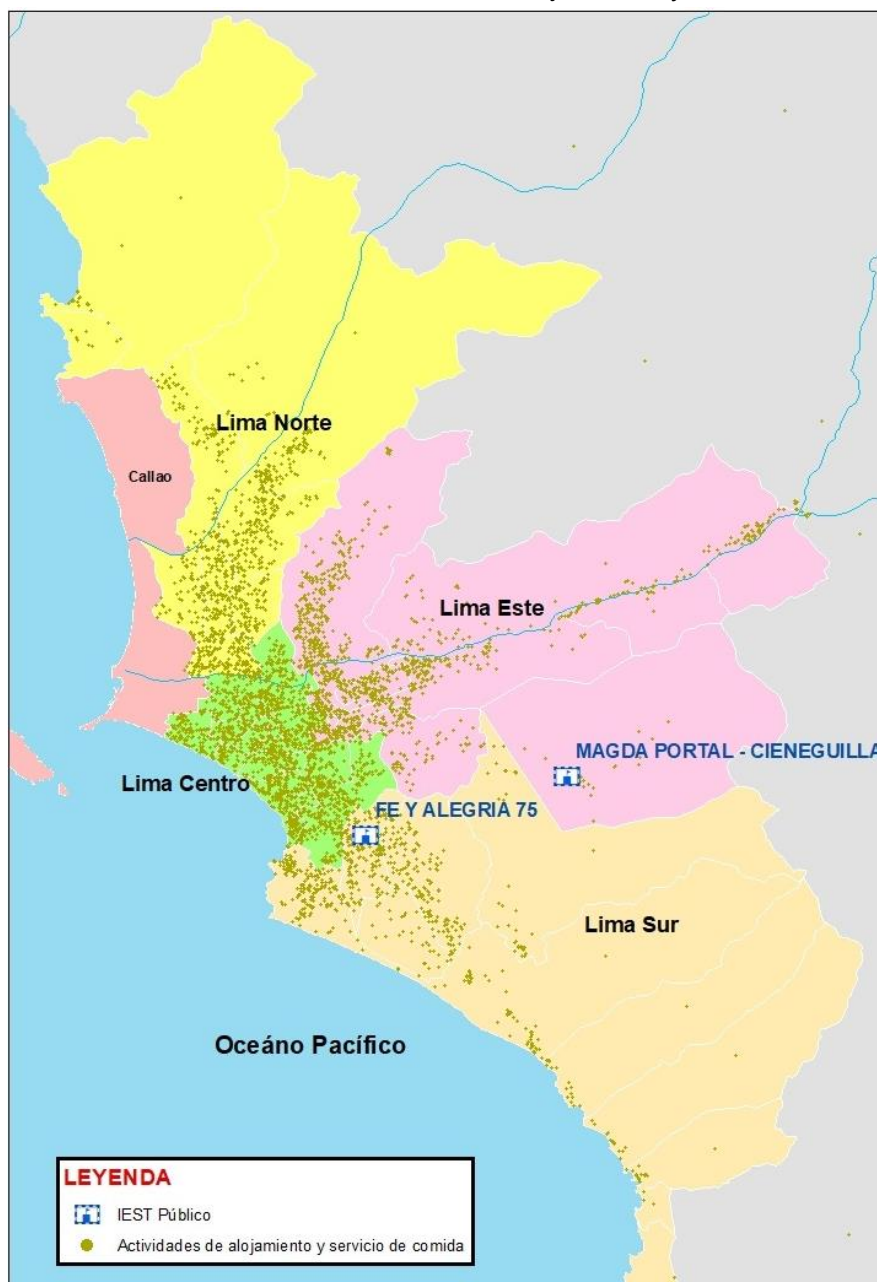 Lima Norte
Callao
Lima Este
MAGDA PORTAL - CIENEGUILLA
Lima Centro
FE Y ALEGRIA 75
Lima Sur
Oceáno Pacífico
LEYENDA
IEST Público
Actividades de alojamiento y servicio de comida